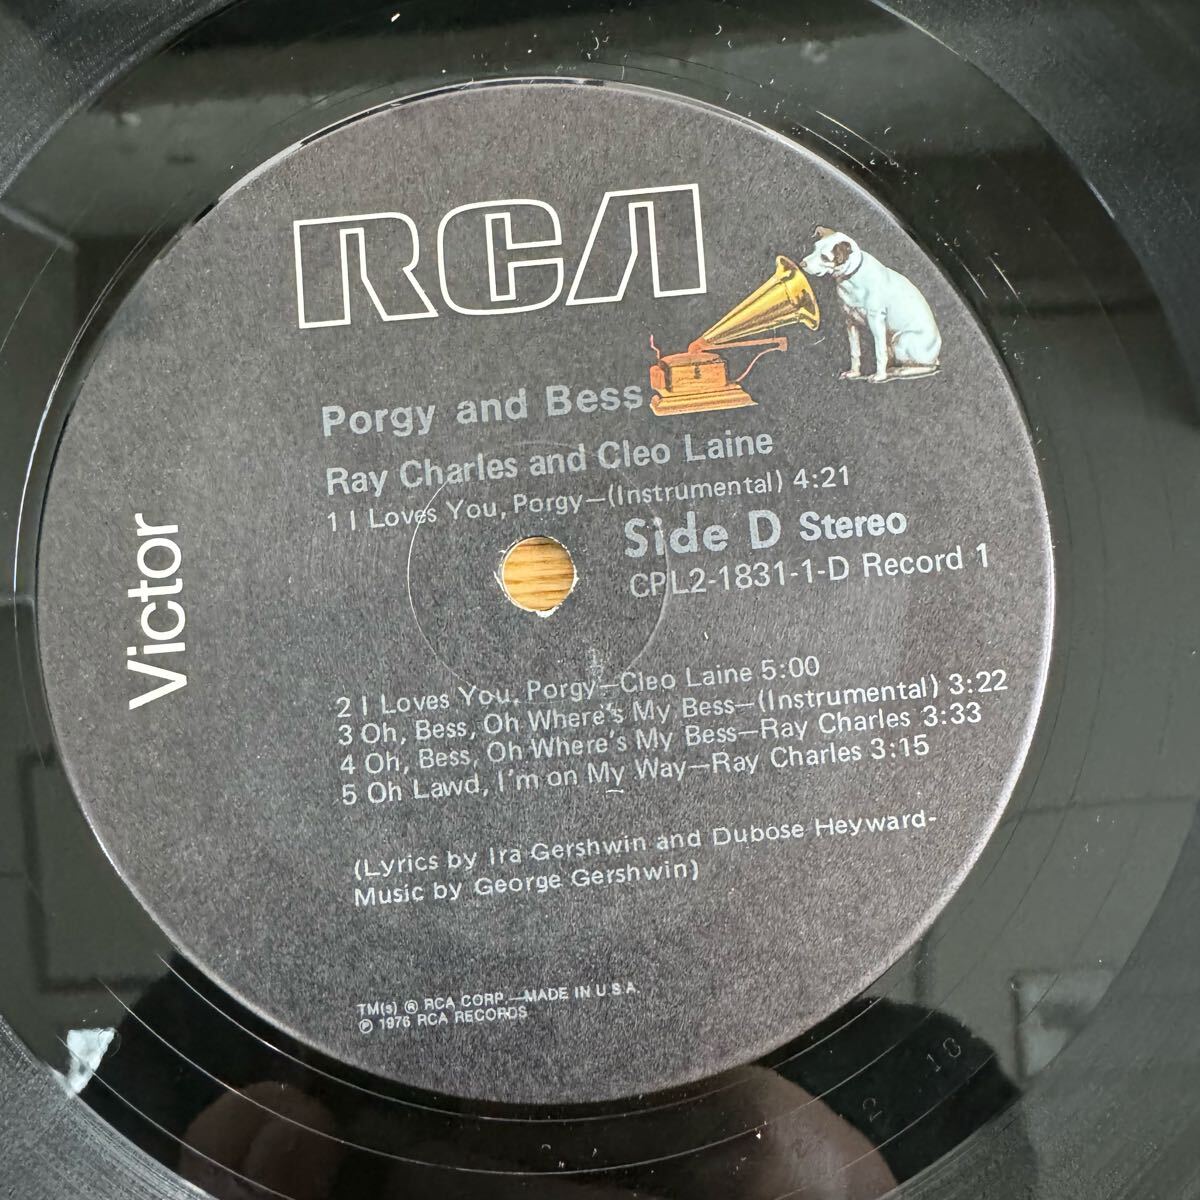 RCA
Victor
Porgy and Bess
Ray Charles and Cleo Laine
1 I Loves You, Porgy—(Instrumental) 4:21
Side D Stereo
CPL2-1831-1-D Record 1
2 I Loves You, Porgy—Cleo Laine 5:00
3 Oh, Bess, Oh Where's My Bess—(Instrumental) 3:22
4 Oh, Bess, Oh Where's My Bess—Ray Charles 3:33
5 Oh Lawd, I'm on My Way—Ray Charles 3:15
(Lyrics by Ira Gershwin and Dubose Heyward-
Music by George Gershwin)
TM(s) ® RCA CORP.—MADE IN U.S.A.
℗ 1976 RCA RECORDS